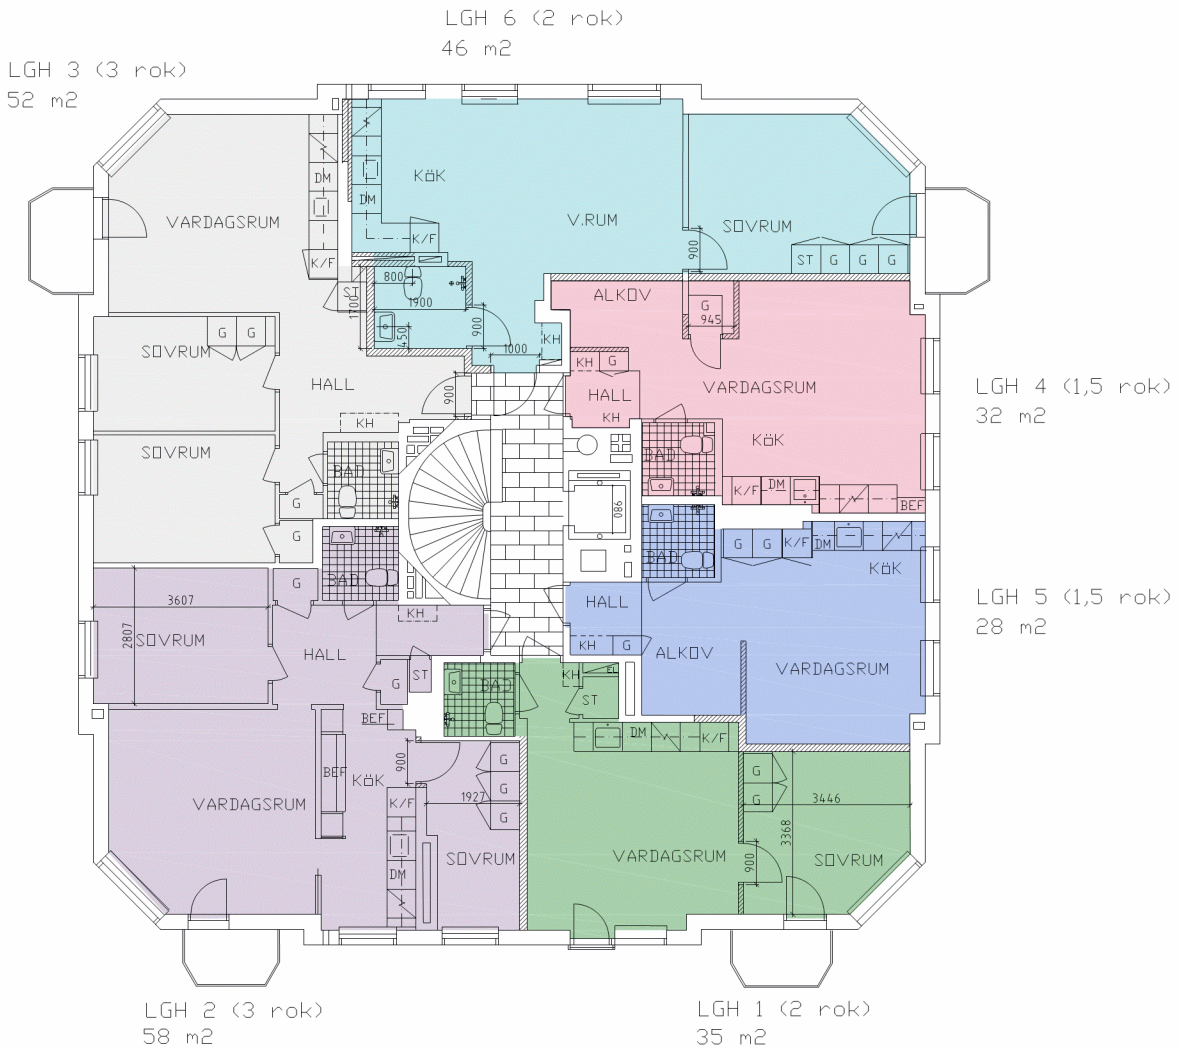 LGH 6 (2 rok)
46 m2
LGH 3 (3 rok)
52 m2
KÖK
DM
DM
VARDAGSRUM
V.RUM
SOVRUM
K/F
900
K/F
ST
G
G
G
800
ST
ALKOV
1900
1700
G
945
450
900
G
G
SOVRUM
KH
1000
KH
G
HALL
HALL
VARDAGSRUM
LGH 4 (1,5 rok)
32 m2
900
KH
KH
KÖK
SOVRUM
BAD
BAD
K/F
DM
BEF
G
980
G
BAD
BAD
G
G
K/F
DM
KÖK
G
3607
HALL
LGH 5 (1,5 rok)
28 m2
KH
2807
SOVRUM
HALL
KH
G
ALKOV
VARDAGSRUM
ST
G
BAD
KH
EL
ST
BEF
DM
K/F
900
G
BEF
KÖK
G
VARDAGSRUM
K/F
1927
G
G
G
3446
3368
DM
SOVRUM
VARDAGSRUM
900
SOVRUM
LGH 2 (3 rok)
58 m2
LGH 1 (2 rok)
35 m2